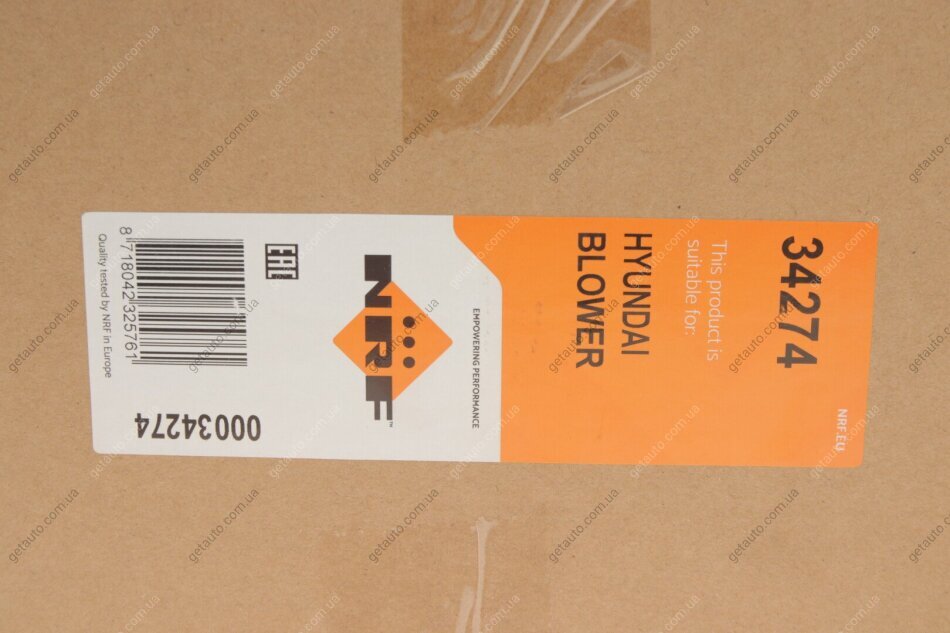 34274
NRF.EU
This product is
suitable for:
HYUNDAI
BLOWER
EMPOWERING PERFORMANCE
NRF™
EAC
8 718042 325761
Quality tested by NRF in Europe
00034274
getauto.com.ua